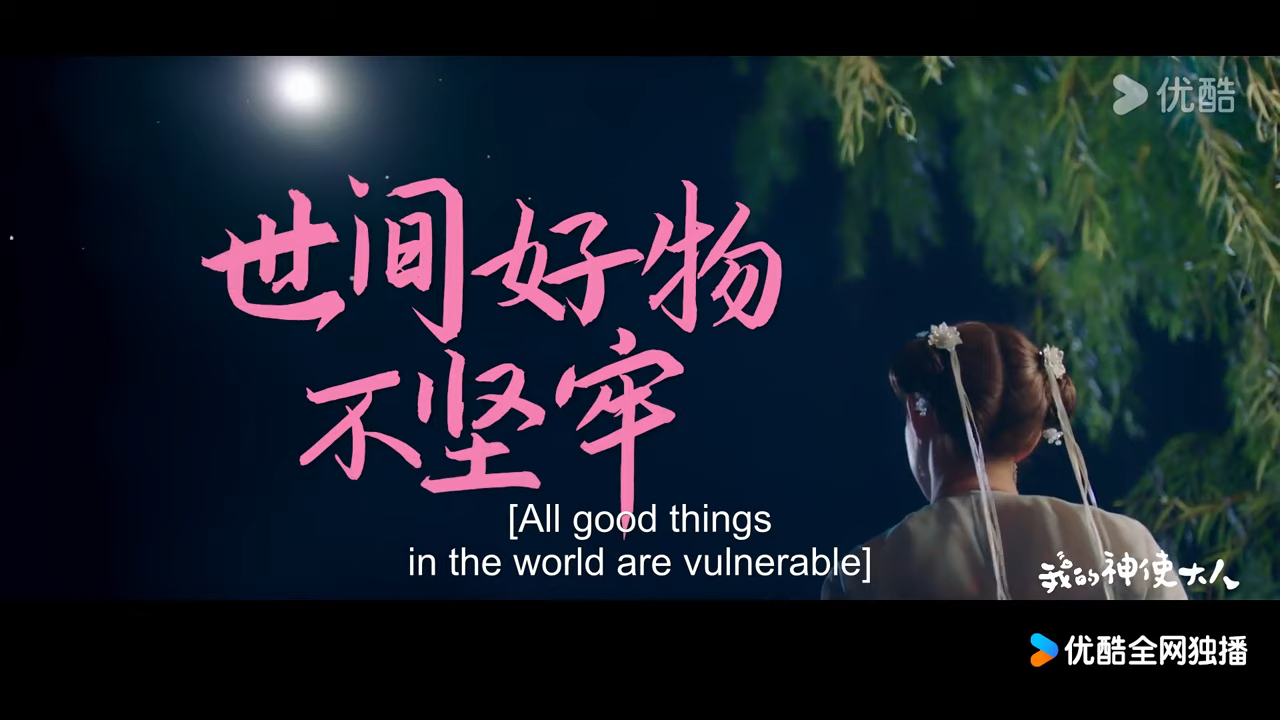 优酷
世间好物
不坚牢
[All good things
in the world are vulnerable]
我的神使大人
优酷全网独播